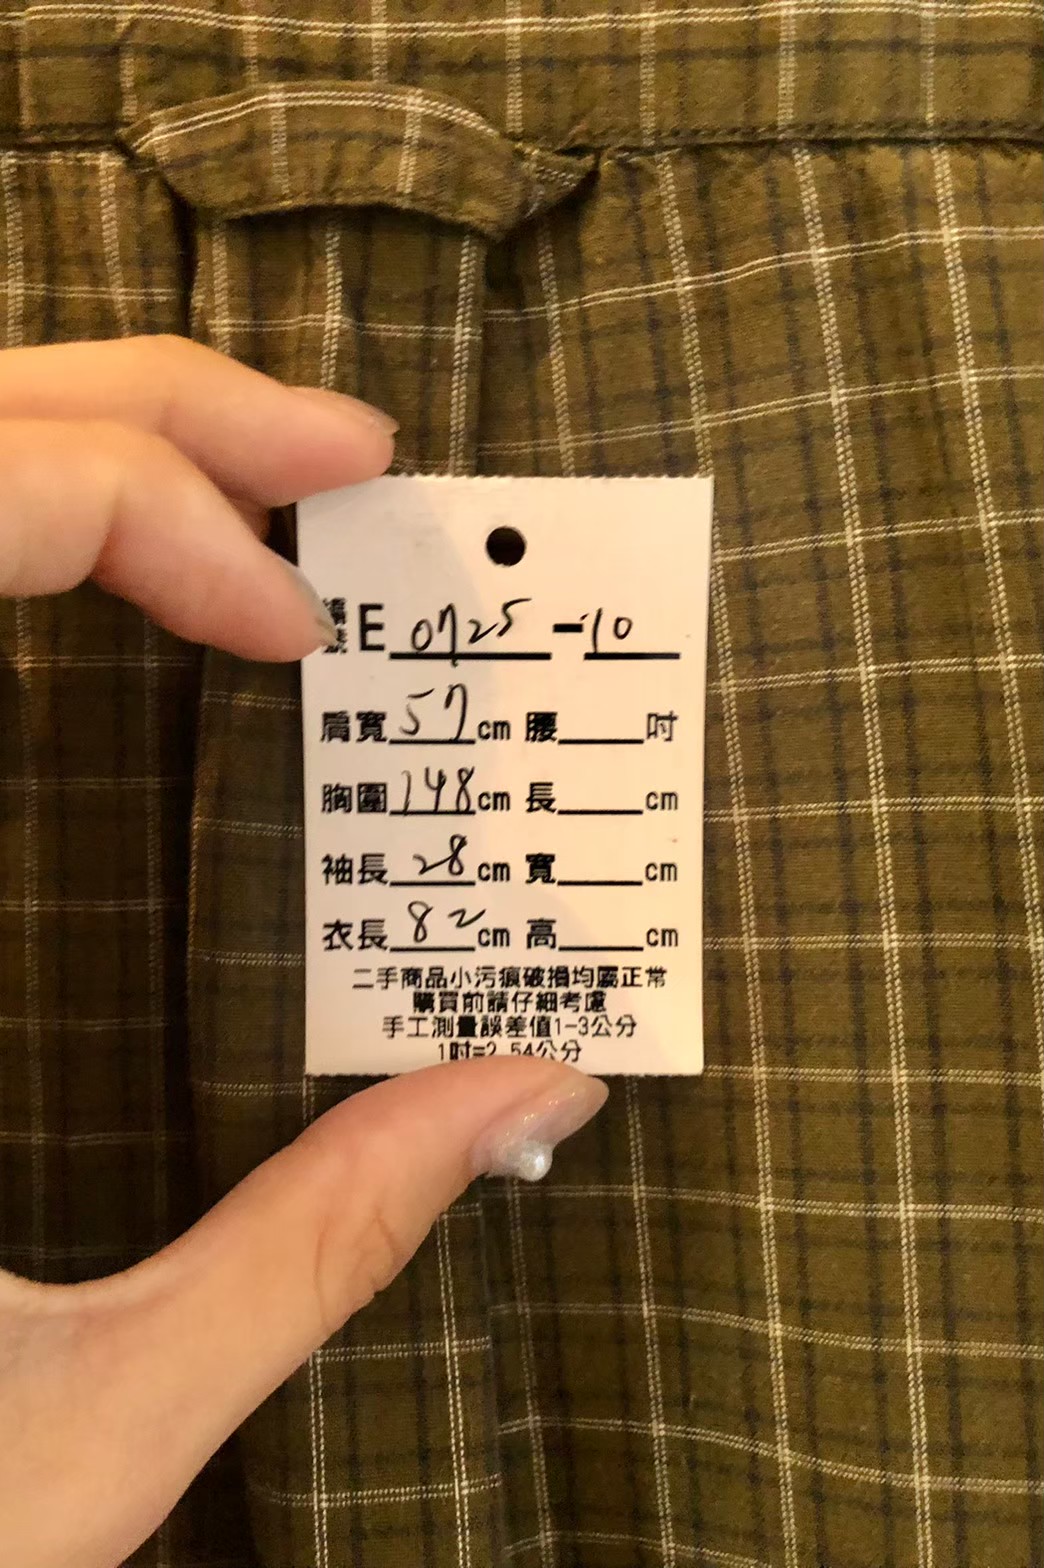 編號E 0725-10
肩寬 57 cm 腰 吋
胸圍 148 cm 長 cm
袖長 28 cm 寬 cm
衣長 82 cm 高 cm
二手商品小污痕破損均屬正常
購買前請仔細考慮
手工測量誤差值1-3公分
1吋=2.54公分